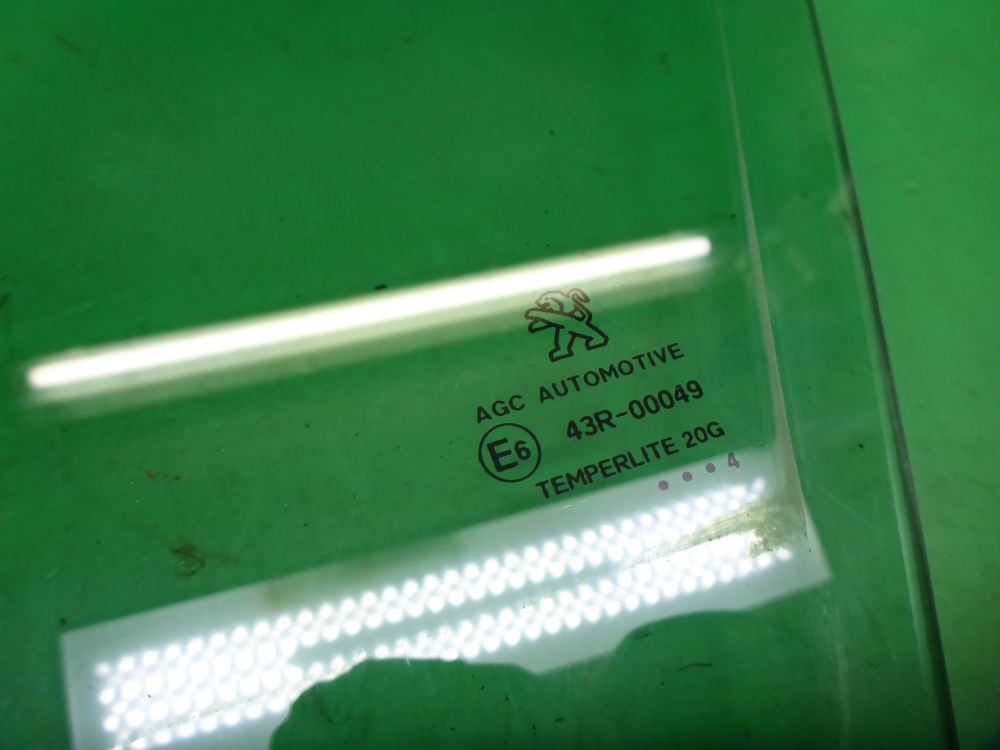 AGC AUTOMOTIVE
E6 43R-00049
TEMPERLITE 20G
• • • 4